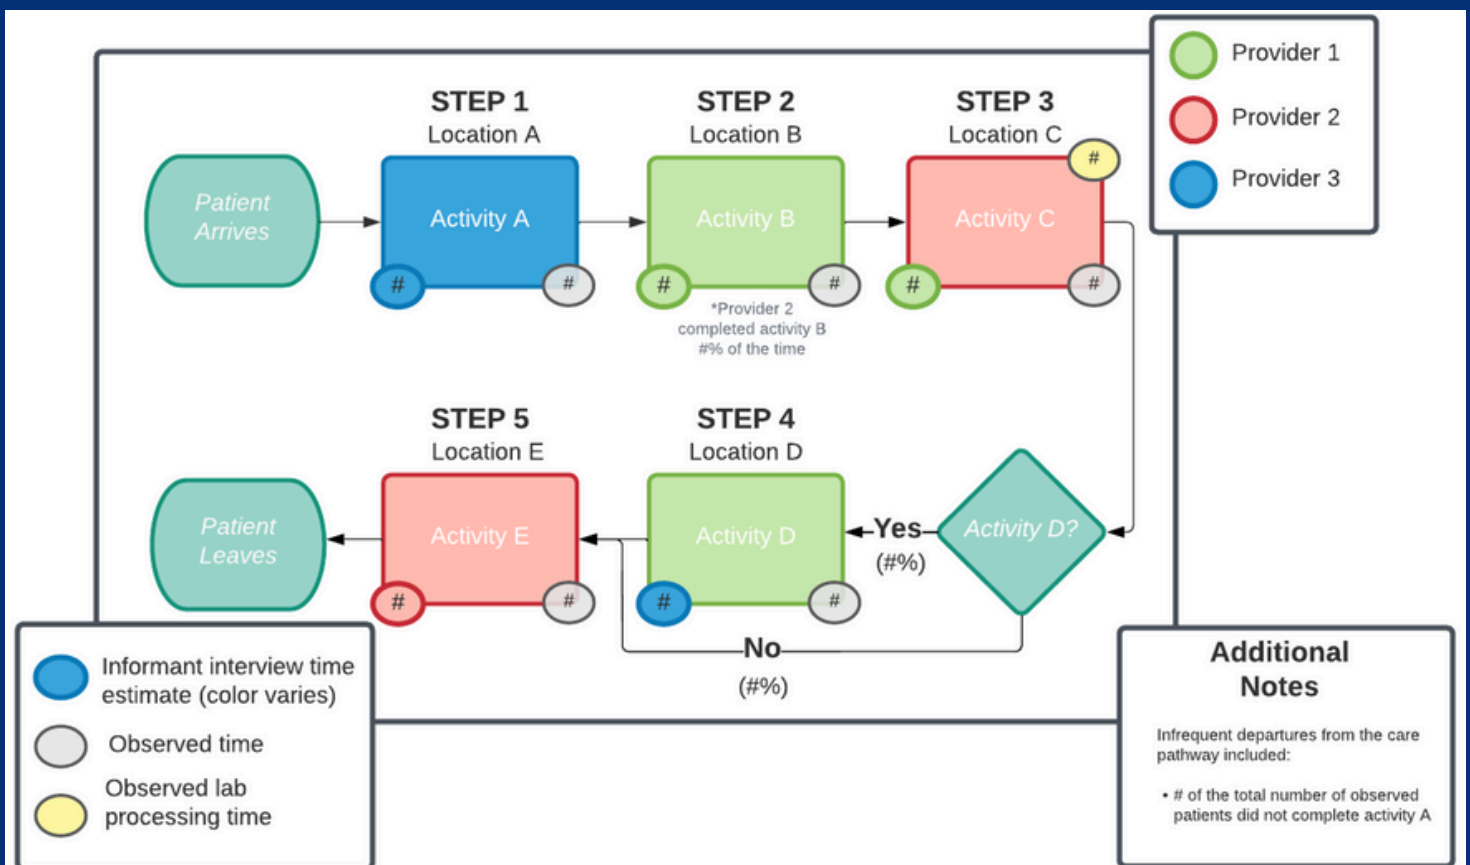 Provider 1
Provider 2
Provider 3
STEP 1
Location A
STEP 2
Location B
STEP 3
Location C
Patient
Arrives
Activity A
Activity B
Activity C
#
#
#
#
#
#
#
*Provider 2
completed activity B
#% of the time
STEP 5
Location E
STEP 4
Location D
Patient
Leaves
Activity E
Activity D
Yes
(#%)
Activity D?
#
#
#
#
No
(#%)
Informant interview time
estimate (color varies)
Observed time
Observed lab
processing time
Additional
Notes
Infrequent departures from the care
pathway included:
• # of the total number of observed
patients did not complete activity A